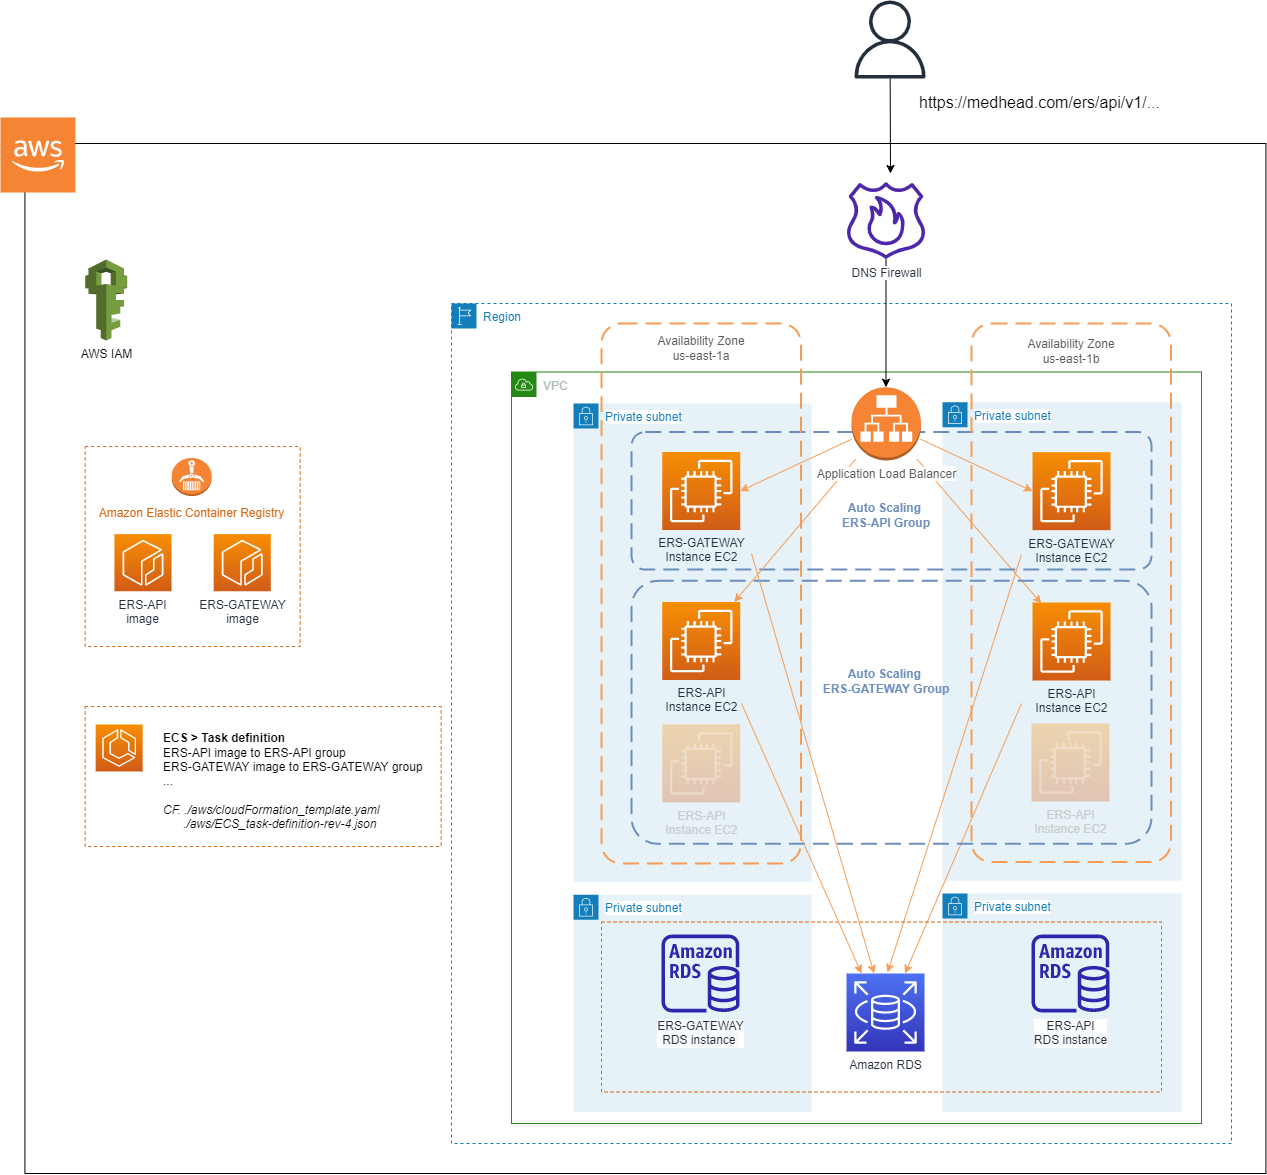 https://medhead.com/ers/api/v1/...
aws
DNS Firewall
AWS IAM
Region
Availability Zone
us-east-1a
Availability Zone
us-east-1b
VPC
Private subnet
Private subnet
Application Load Balancer
Auto Scaling
ERS-API Group
ERS-GATEWAY
Instance EC2
ERS-GATEWAY
Instance EC2
Amazon Elastic Container Registry
ERS-API
image
ERS-GATEWAY
image
Auto Scaling
ERS-GATEWAY Group
ERS-API
Instance EC2
ERS-API
Instance EC2
ECS > Task definition
ERS-API image to ERS-API group
ERS-GATEWAY image to ERS-GATEWAY group
...
CF. ./aws/cloudFormation_template.yaml
./aws/ECS_task-definition-rev-4.json
ERS-API
Instance EC2
ERS-API
Instance EC2
Private subnet
Private subnet
Amazon
RDS
ERS-GATEWAY
RDS instance
Amazon RDS
Amazon
RDS
ERS-API
RDS instance